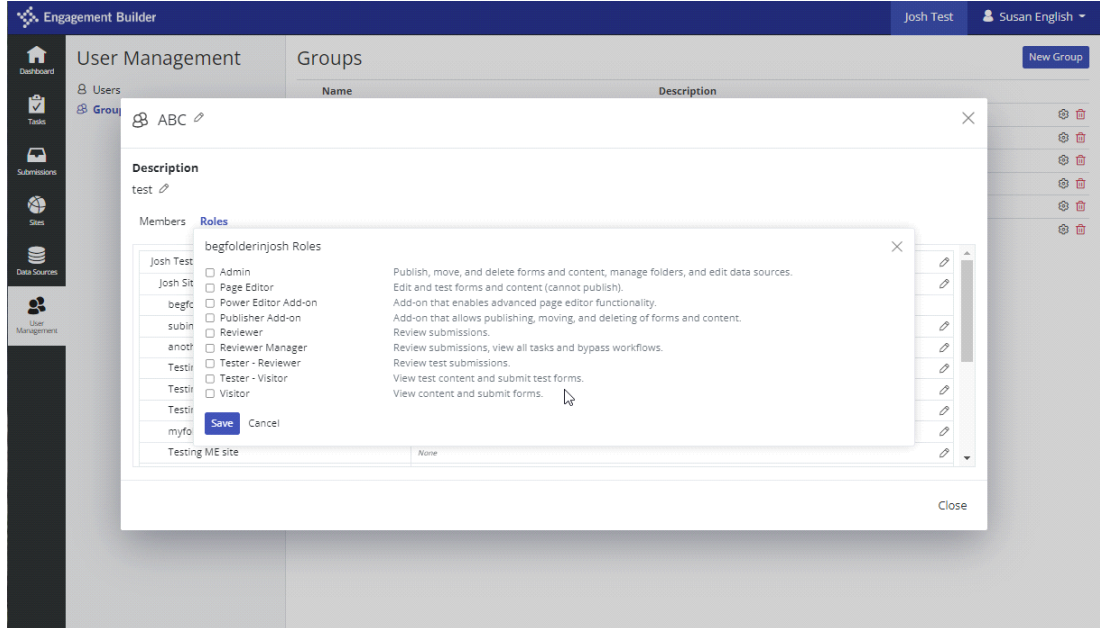 Engagement Builder
Josh Test
Susan English
Dashboard
Tasks
Submissions
Sites
Data Sources
User Management
User Management
Users
Group
Groups
New Group
Name Description
ABC
Description
test
Members Roles
Josh Test
Josh Sit
begfo
subin
anoth
Testin
Testin
Testin
myfo
Testing ME site None
begfolderinjosh Roles
Admin Publish, move, and delete forms and content, manage folders, and edit data sources.
Page Editor Edit and test forms and content (cannot publish).
Power Editor Add-on Add-on that enables advanced page editor functionality.
Publisher Add-on Add-on that allows publishing, moving, and deleting of forms and content.
Reviewer Review submissions.
Reviewer Manager Review submissions, view all tasks and bypass workflows.
Tester - Reviewer Review test submissions.
Tester - Visitor View test content and submit test forms.
Visitor View content and submit forms.
Save Cancel
Close